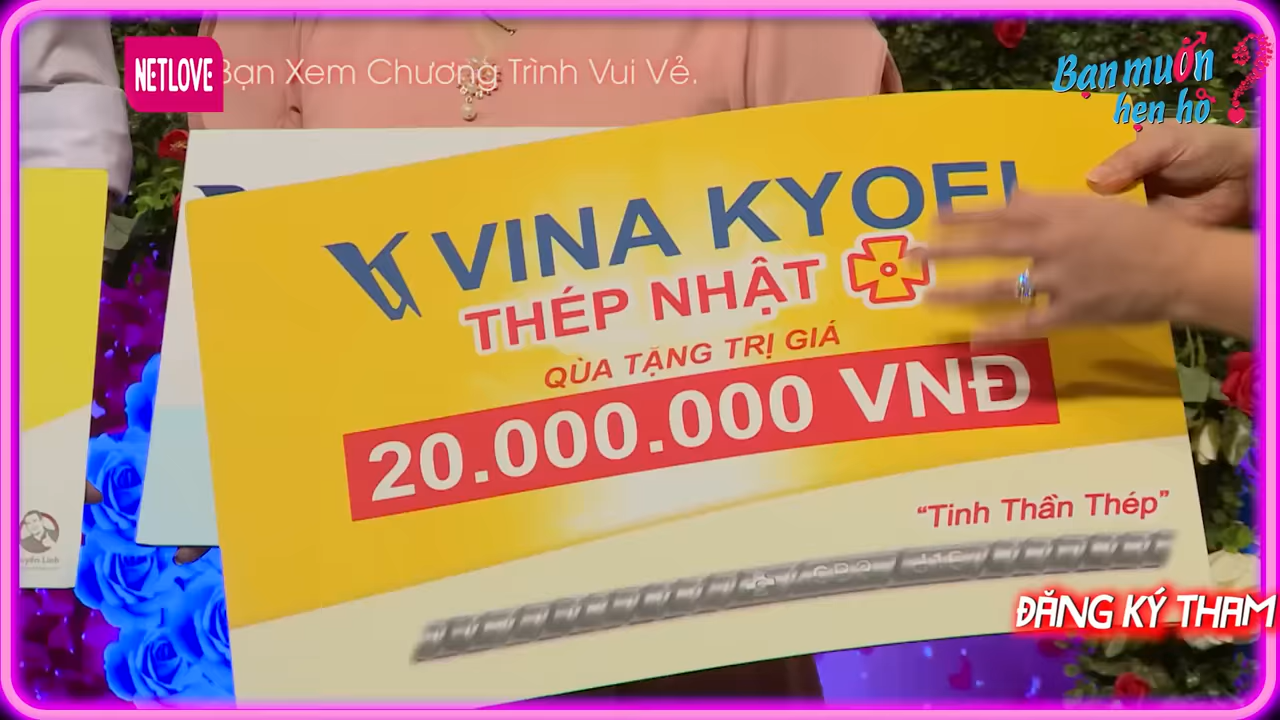 NETLOVE
Bạn Xem Chương Trình Vui Vẻ.
Bạn muốn
hẹn hò?
VINA KYOEI
THÉP NHẬT
QÙA TẶNG TRỊ GIÁ
20.000.000 VNĐ
“Tinh Thần Thép”
ĐĂNG KÝ THAM